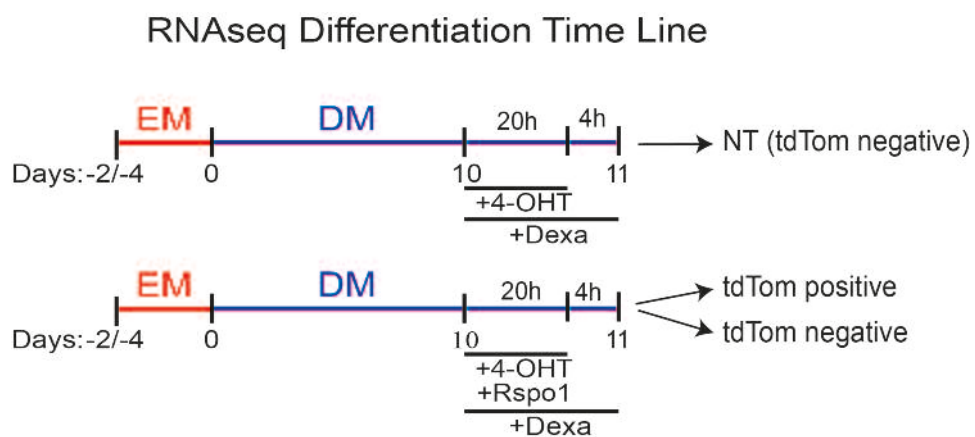 RNAseq Differentiation Time Line
EM DM 20h 4h
NT (tdTom negative)
Days:-2/-4 0 10 11
+4-OHT
+Dexa
EM DM 20h 4h
tdTom positive
tdTom negative
Days:-2/-4 0 10 11
+4-OHT
+Rspo1
+Dexa